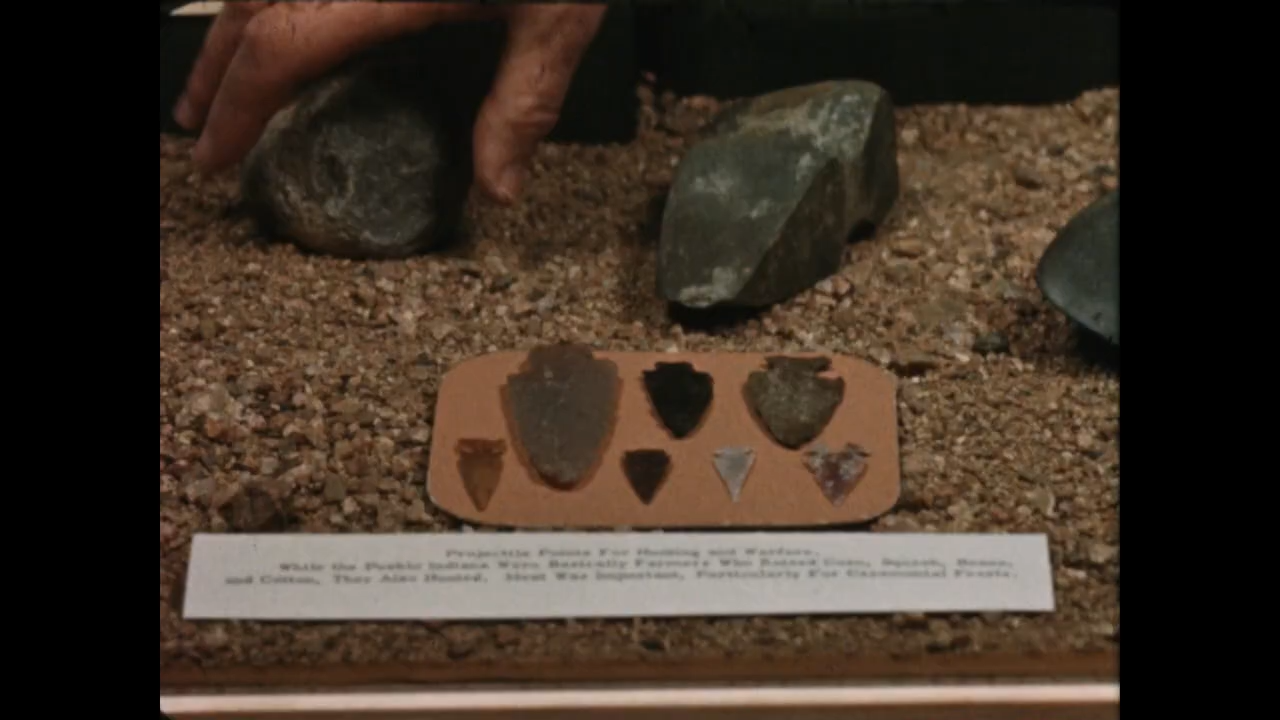 Projectile Points For Hunting and Warfare.
While the Pueblo Indians Were Basically Farmers Who Raised Corn, Squash, Beans,
and Cotton, They Also Hunted. Meat Was Important, Particularly For Ceremonial Feasts.